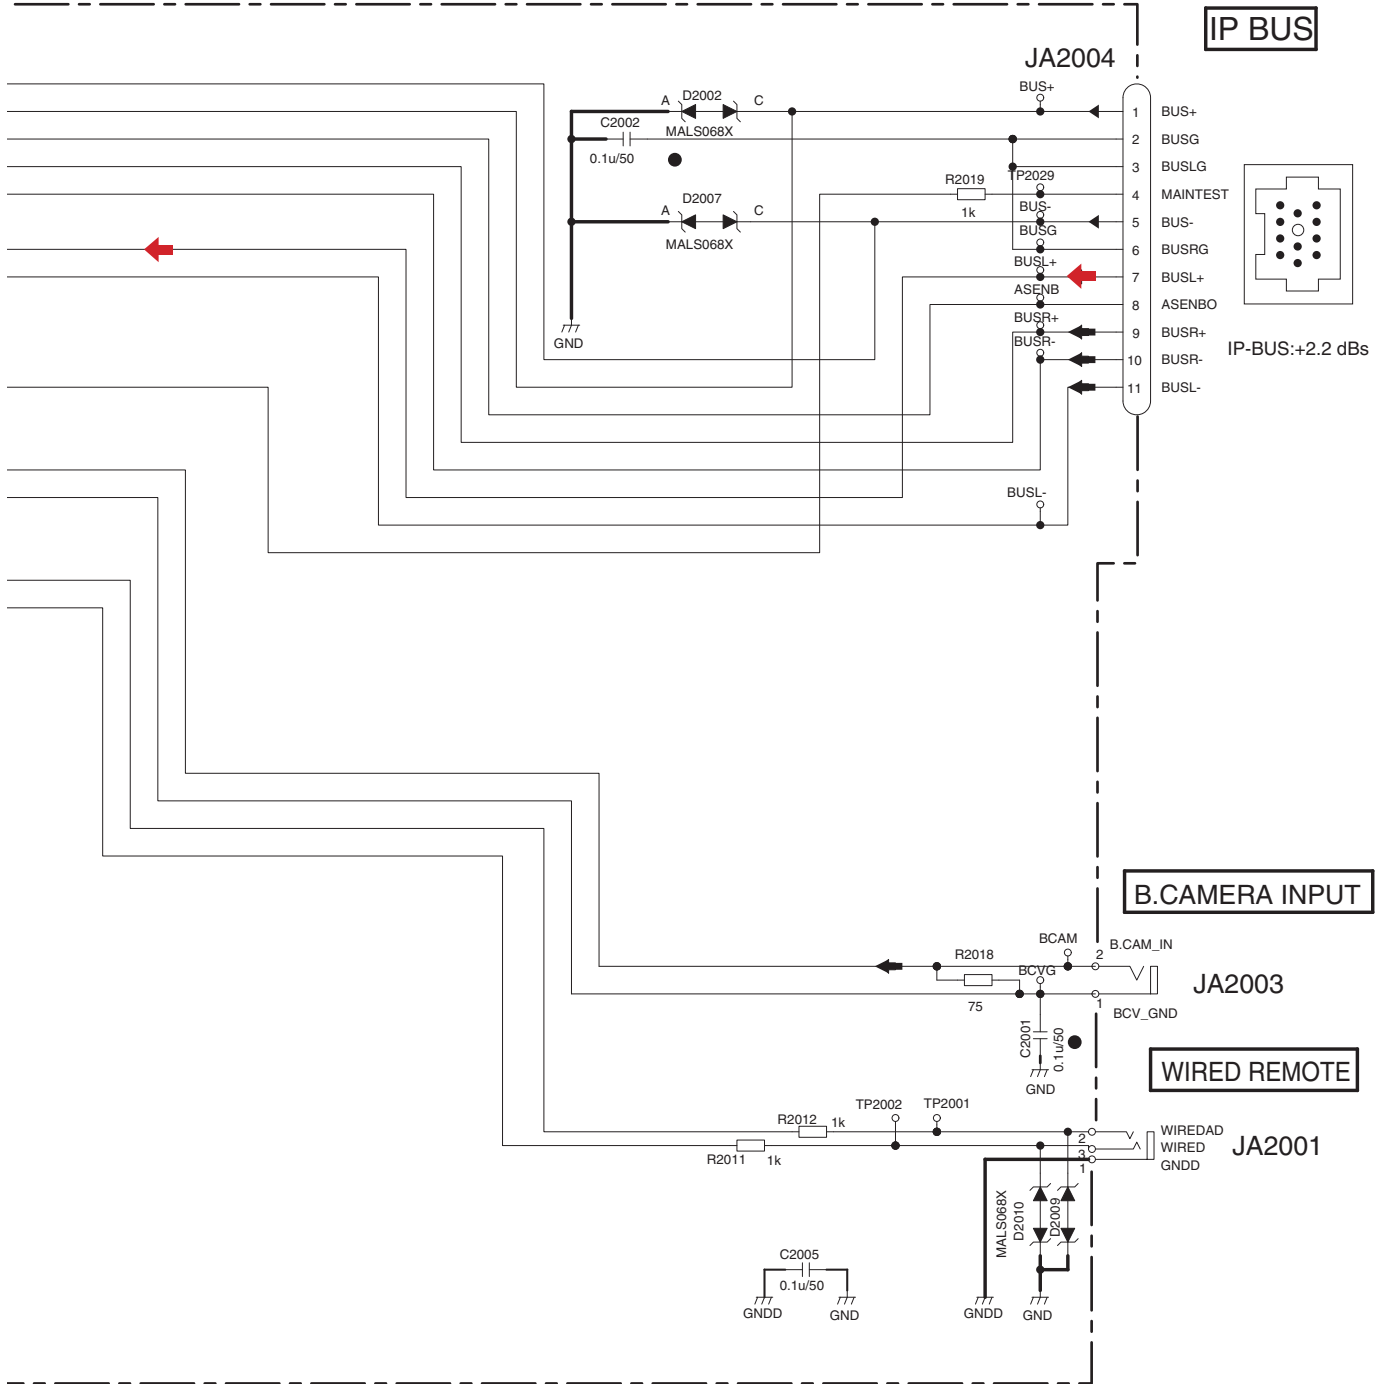 IP BUS
JA2004
BUS+
D2002
A
C
C2002
MALS068X
0.1u/50
1 BUS+
2 BUSG
3 BUSLG
R2019
TP2029
4 MAINTEST
1k
D2007
A
C
MALS068X
BUS-
5 BUS-
BUSG
6 BUSRG
BUSL+
7 BUSL+
ASENB
8 ASENBO
BUSR+
9 BUSR+
GND
BUSR-
10 BUSR-
IP-BUS:+2.2 dBs
11 BUSL-
BUSL-
B.CAMERA INPUT
BCAM
2
B.CAM_IN
R2018
BCVG
JA2003
75
1
BCV_GND
C2001
0.1u/50
GND
WIRED REMOTE
TP2002
TP2001
R2012
1k
WIREDAD
2
WIRED
JA2001
R2011
1k
3
GNDD
1
MALS068X
D2010
D2009
C2005
0.1u/50
GNDD
GND
GNDD
GND